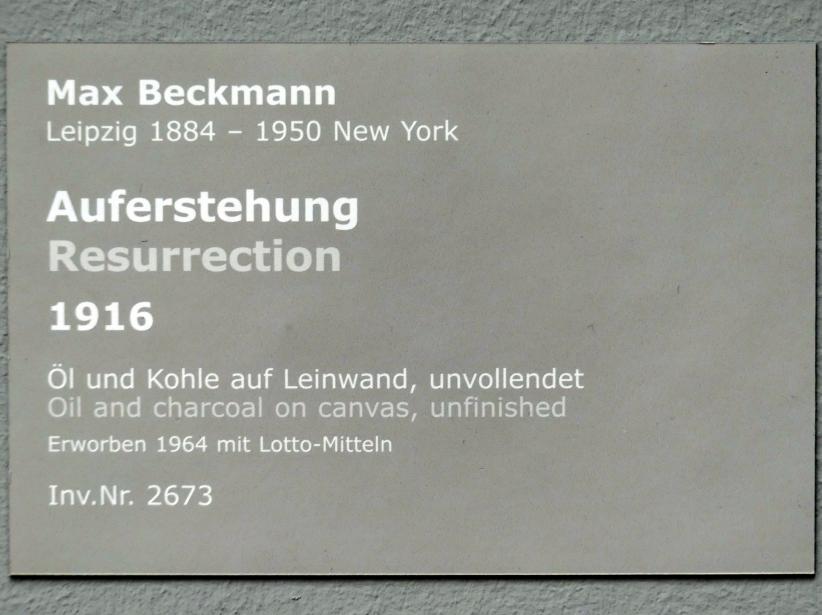 Max Beckmann
Leipzig 1884 – 1950 New York
Auferstehung
Resurrection
1916
Öl und Kohle auf Leinwand, unvollendet
Oil and charcoal on canvas, unfinished
Erworben 1964 mit Lotto-Mitteln
Inv.Nr. 2673